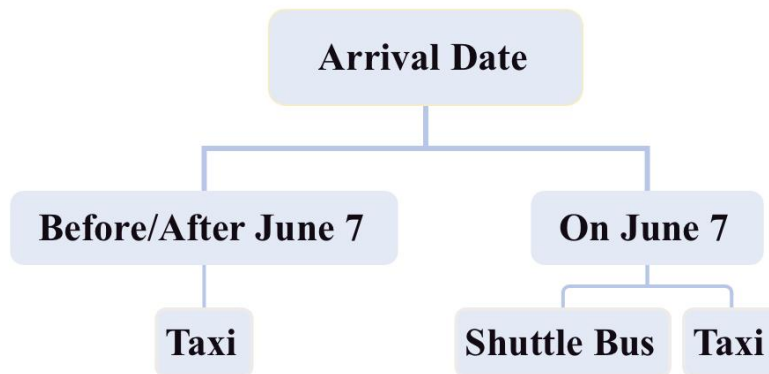 Arrival Date
Before/After June 7
On June 7
Taxi
Shuttle Bus
Taxi